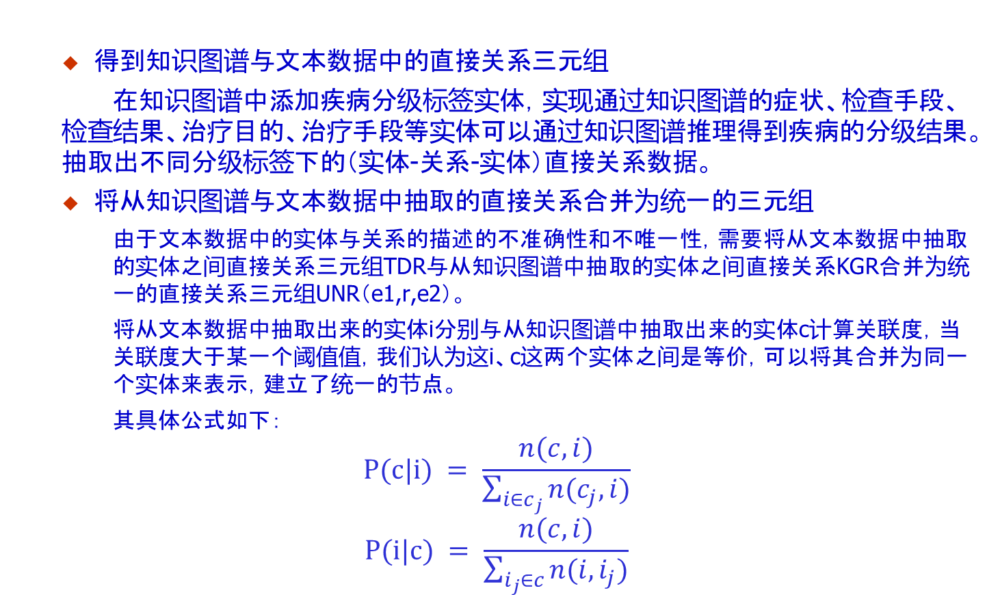 ◆ 得到知识图谱与文本数据中的直接关系三元组
在知识图谱中添加疾病分级标签实体，实现通过知识图谱的症状、检查手段、
检查结果、治疗目的、治疗手段等实体可以通过知识图谱推理得到疾病的分级结果。
抽取出不同分级标签下的（实体-关系-实体）直接关系数据。
◆ 将从知识图谱与文本数据中抽取的直接关系合并为统一的三元组
由于文本数据中的实体与关系的描述的不准确性和不唯一性，需要将从文本数据中抽取
的实体之间直接关系三元组TDR与从知识图谱中抽取的实体之间直接关系KGR合并为统
一的直接关系三元组UNR（e1,r,e2）。
将从文本数据中抽取出来的实体i分别与从知识图谱中抽取出来的实体c计算关联度，当
关联度大于某一个阈值值，我们认为这i、c这两个实体之间是等价，可以将其合并为同一
个实体来表示，建立了统一的节点。
其具体公式如下：
P(c|i) = \frac{n(c,i)}{\sum_{i∈c_j} n(c_j,i)}
P(i|c) = \frac{n(c,i)}{\sum_{i_j∈c} n(i,i_j)}